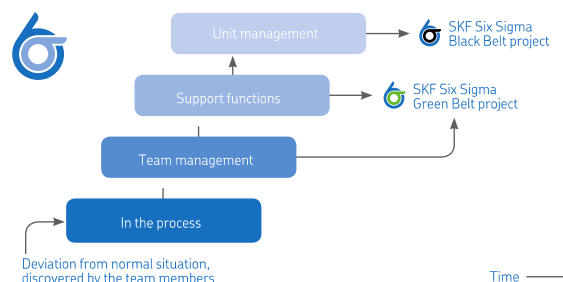 Unit management
SKF Six Sigma
Black Belt project
Support functions
SKF Six Sigma
Green Belt project
Team management
In the process
Deviation from normal situation,
discovered by the team members
Time